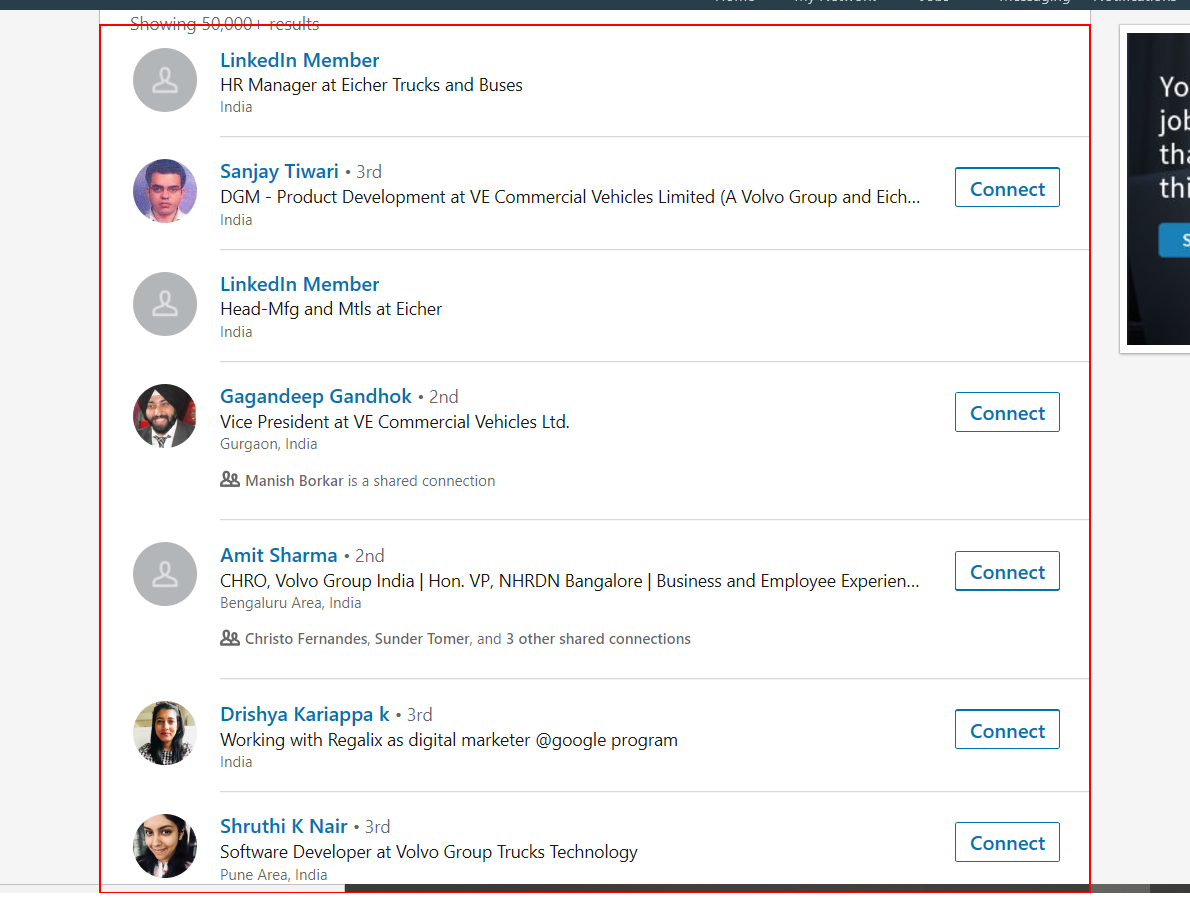 Showing 50,000+ results
LinkedIn Member
HR Manager at Eicher Trucks and Buses
India
Sanjay Tiwari • 3rd
DGM - Product Development at VE Commercial Vehicles Limited (A Volvo Group and Eich...
India
Connect
LinkedIn Member
Head-Mfg and Mtls at Eicher
India
Gagandeep Gandhok • 2nd
Vice President at VE Commercial Vehicles Ltd.
Gurgaon, India
Manish Borkar is a shared connection
Connect
Amit Sharma • 2nd
CHRO, Volvo Group India | Hon. VP, NHRDN Bangalore | Business and Employee Experien...
Bengaluru Area, India
Christo Fernandes, Sunder Tomer, and 3 other shared connections
Connect
Drishya Kariappa k • 3rd
Working with Regalix as digital marketer @google program
India
Connect
Shruthi K Nair • 3rd
Software Developer at Volvo Group Trucks Technology
Pune Area, India
Connect
Yo
job
tha
thi
S